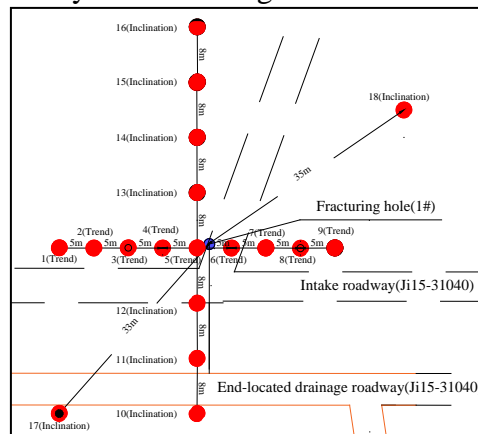 16(Inclination)
8m
15(Inclination)
18(Inclination)
8m
14(Inclination)
8m
35m
13(Inclination)
Fracturing hole(1#)
8m
2(Trend)
4(Trend)
7(Trend)
9(Trend)
5m
5m
5m
5m
5m
5m
5m
5m
1(Trend)
3(Trend)
5(Trend)
6(Trend)
8(Trend)
Intake roadway(Ji15-31040)
8m
12(Inclination)
33m
8m
11(Inclination)
8m
End-located drainage roadway(Ji15-31040
10(Inclination)
17(Inclination)